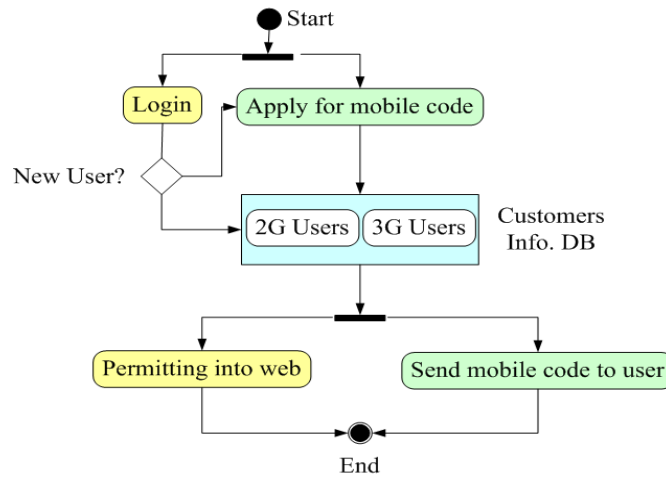 Start
Login
Apply for mobile code
New User?
2G Users
3G Users
Customers
Info. DB
Permitting into web
Send mobile code to user
End